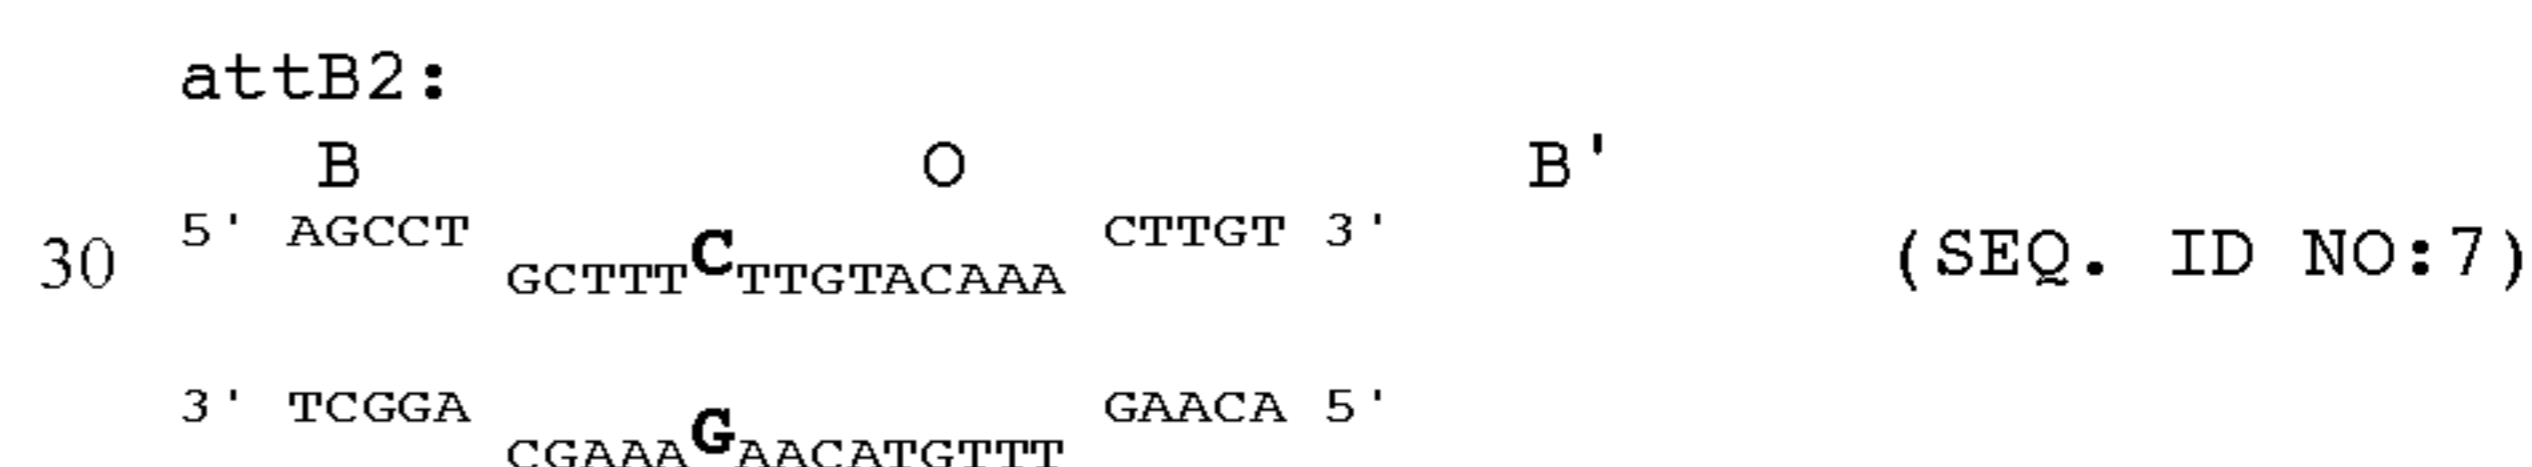 attB2:
B O B'
5' AGCCT GCTTTCTTGTACAAA CTTGT 3'
30 (SEQ. ID NO:7)
3' TCGGA CGAAAGAACATGTTT GAACA 5'